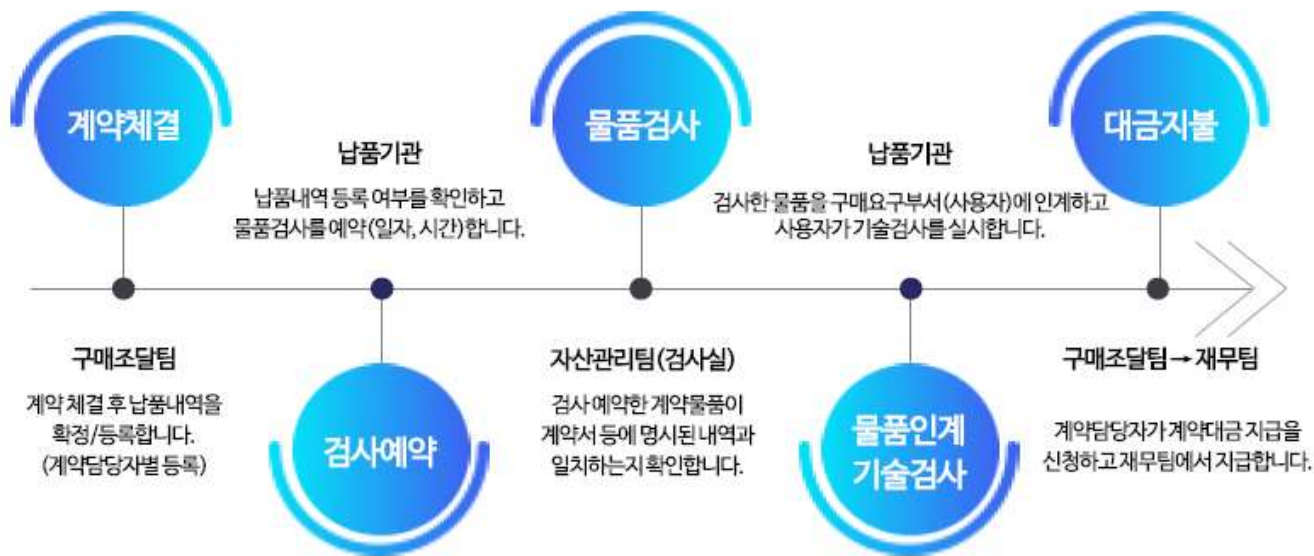 계약체결
구매조달팀
계약 체결 후 납품내역을
확정/등록합니다.
(계약담당자별 등록)
납품기관
납품내역 등록 여부를 확인하고
물품검사를 예약(일자, 시간)합니다.
검사예약
물품검사
자산관리팀(검사실)
검사 예약한 계약물품이
계약서 등에 명시된 내역과
일치하는지 확인합니다.
납품기관
검사한 물품을 구매요구부서(사용자)에 인계하고
사용자가 기술검사를 실시합니다.
물품인계
기술검사
대금지불
구매조달팀→ 재무팀
계약담당자가 계약대금 지급을
신청하고 재무팀에서 지급합니다.